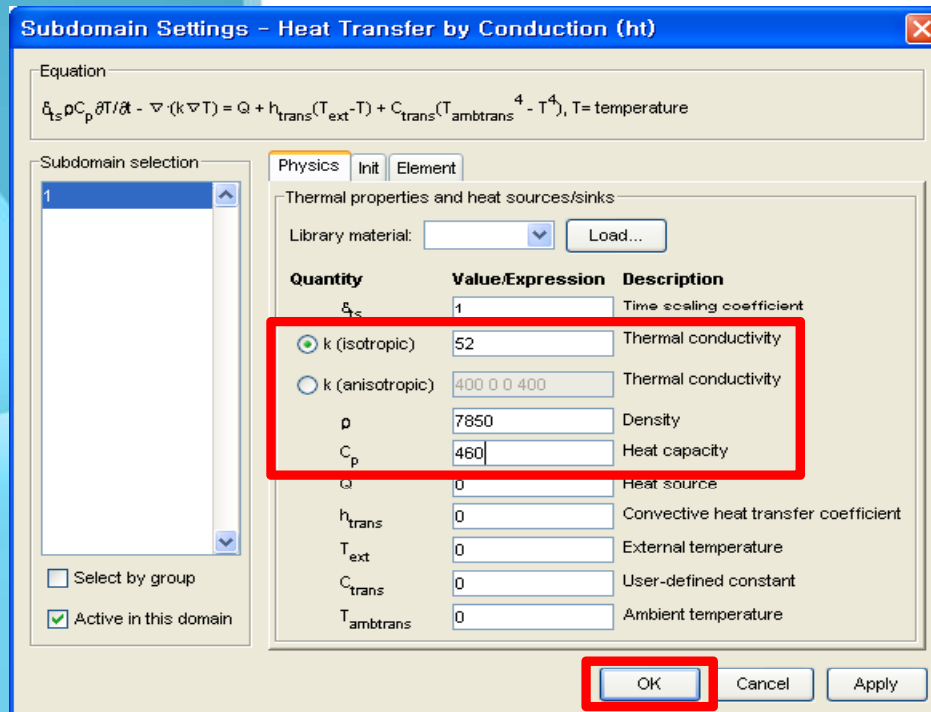 Subdomain Settings - Heat Transfer by Conduction (ht)
Equation
δts ρCp∂T/∂t - ∇·(k∇T) = Q + htrans(Text-T) + Ctrans(Tambtrans⁴ - T⁴), T= temperature
Subdomain selection
1
Select by group
Active in this domain
Physics Init Element
Thermal properties and heat sources/sinks
Library material: Load...
Quantity Value/Expression Description
δts 1 Time scaling coefficient
k (isotropic) 52 Thermal conductivity
k (anisotropic) 400 0 0 400 Thermal conductivity
ρ 7850 Density
Cp 460 Heat capacity
Q 0 Heat source
htrans 0 Convective heat transfer coefficient
Text 0 External temperature
Ctrans 0 User-defined constant
Tambtrans 0 Ambient temperature
OK Cancel Apply